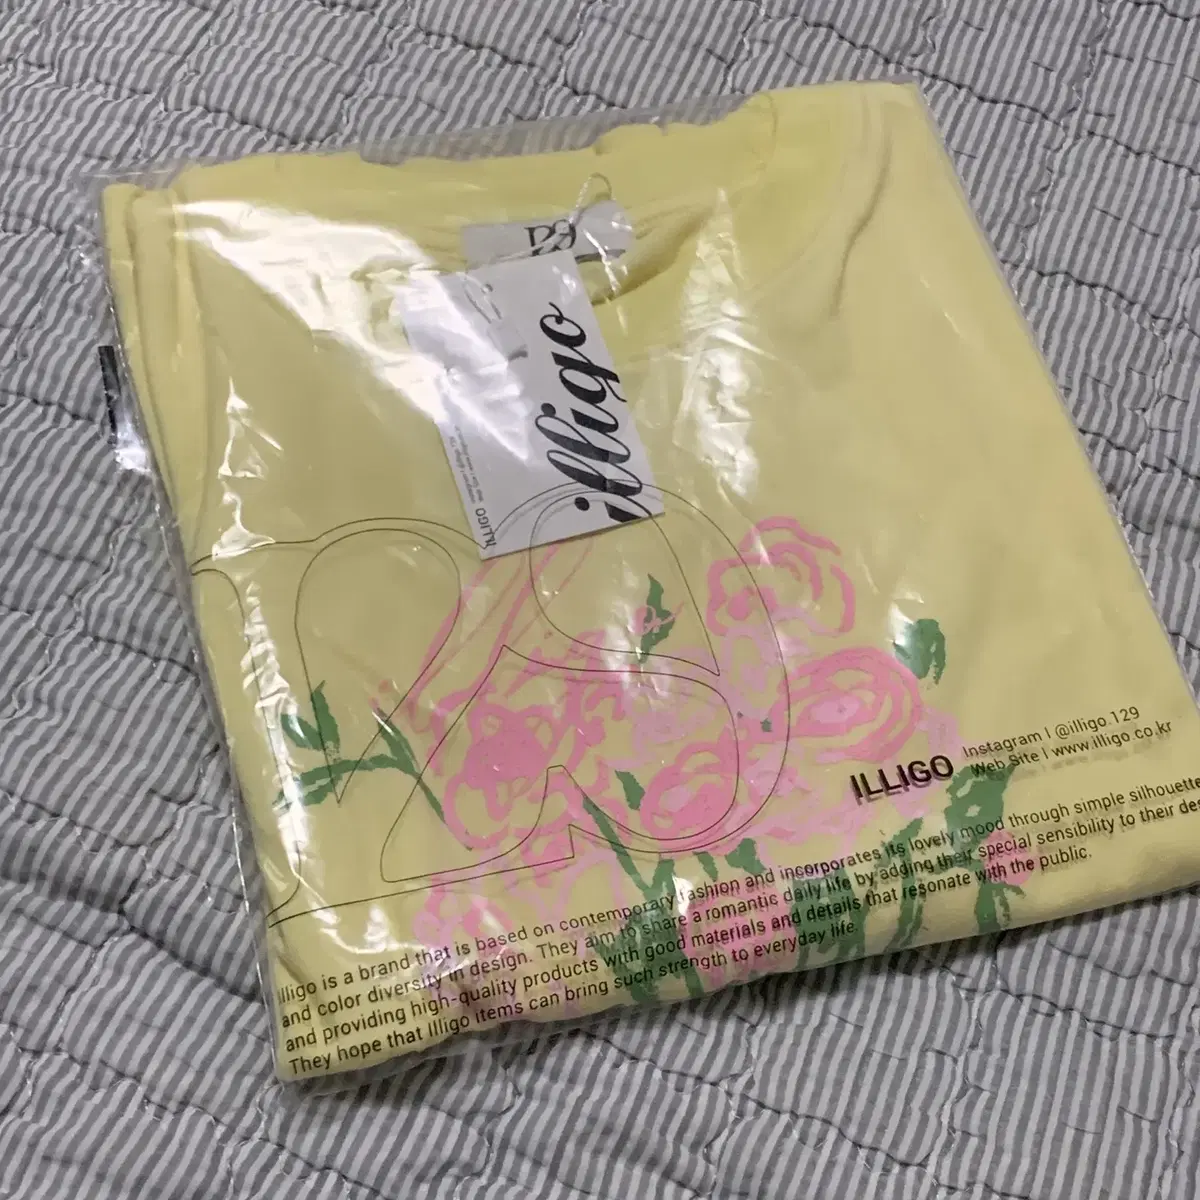 illigo
ILLIGO
ILLIGO
Instagram I @illigo.129
Web Site I www.illigo.co.kr
Illigo is a brand that is based on contemporary fashion and incorporates its lovely mood through simple silhouette
and color diversity in design. They aim to share a romantic daily life by adding their special sensibility to their
and providing high-quality products with good materials and details that resonate with the public.
They hope that Illigo items can bring such strength to everyday life.